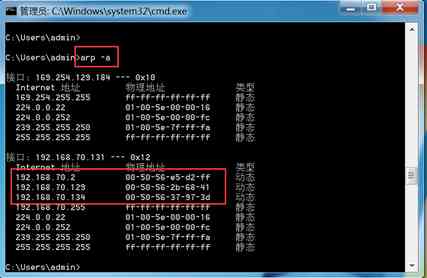 管理员: C:\Windows\system32\cmd.exe
C:\Users\admin>
C:\Users\admin>arp -a
接口: 169.254.129.184 --- 0x10
Internet 地址 物理地址 类型
169.254.255.255 ff-ff-ff-ff-ff-ff 静态
224.0.0.22 01-00-5e-00-00-16 静态
224.0.0.252 01-00-5e-00-00-fc 静态
239.255.255.250 01-00-5e-7f-ff-fa 静态
255.255.255.255 ff-ff-ff-ff-ff-ff 静态
接口: 192.168.70.131 --- 0x12
Internet 地址 物理地址 类型
192.168.70.2 00-50-56-e5-d2-ff 动态
192.168.70.129 00-50-56-2b-68-41 动态
192.168.70.134 00-50-56-37-97-3d 动态
192.168.70.255 ff-ff-ff-ff-ff-ff 静态
224.0.0.22 01-00-5e-00-00-16 静态
224.0.0.252 01-00-5e-00-00-fc 静态
239.255.255.250 01-00-5e-7f-ff-fa 静态
255.255.255.255 ff-ff-ff-ff-ff-ff 静态
C:\Users\admin>